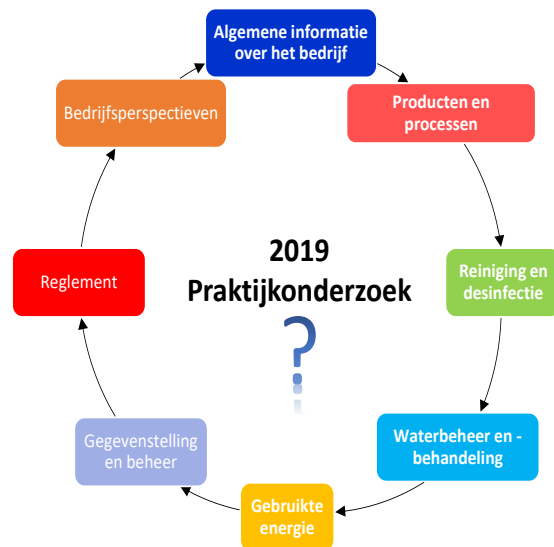 Algemene informatie
over het bedrijf
Producten en
processen
Reiniging en
desinfectie
Waterbeheer en -
behandeling
Gebruikte
energie
Gegevenstelling
en beheer
Reglement
Bedrijfsperspectieven
2019
Praktijkonderzoek
?